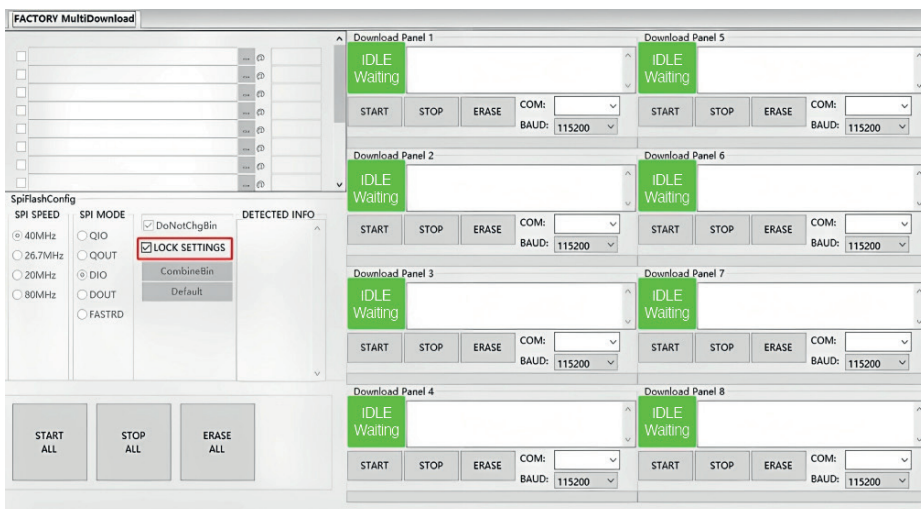 FACTORY MultiDownload
...
...
...
...
...
...
...
...
SpiFlashConfig
SPI SPEED
40MHz
26.7MHz
20MHz
80MHz
SPI MODE
QIO
QOUT
DIO
DOUT
FASTRD
DoNotChgBin
LOCK SETTINGS
CombineBin
Default
DETECTED INFO
START ALL
STOP ALL
ERASE ALL
Download Panel 1
IDLE
Waiting
START STOP ERASE COM:
BAUD: 115200
Download Panel 2
IDLE
Waiting
START STOP ERASE COM:
BAUD: 115200
Download Panel 3
IDLE
Waiting
START STOP ERASE COM:
BAUD: 115200
Download Panel 4
IDLE
Waiting
START STOP ERASE COM:
BAUD: 115200
Download Panel 5
IDLE
Waiting
START STOP ERASE COM:
BAUD: 115200
Download Panel 6
IDLE
Waiting
START STOP ERASE COM:
BAUD: 115200
Download Panel 7
IDLE
Waiting
START STOP ERASE COM:
BAUD: 115200
Download Panel 8
IDLE
Waiting
START STOP ERASE COM:
BAUD: 115200